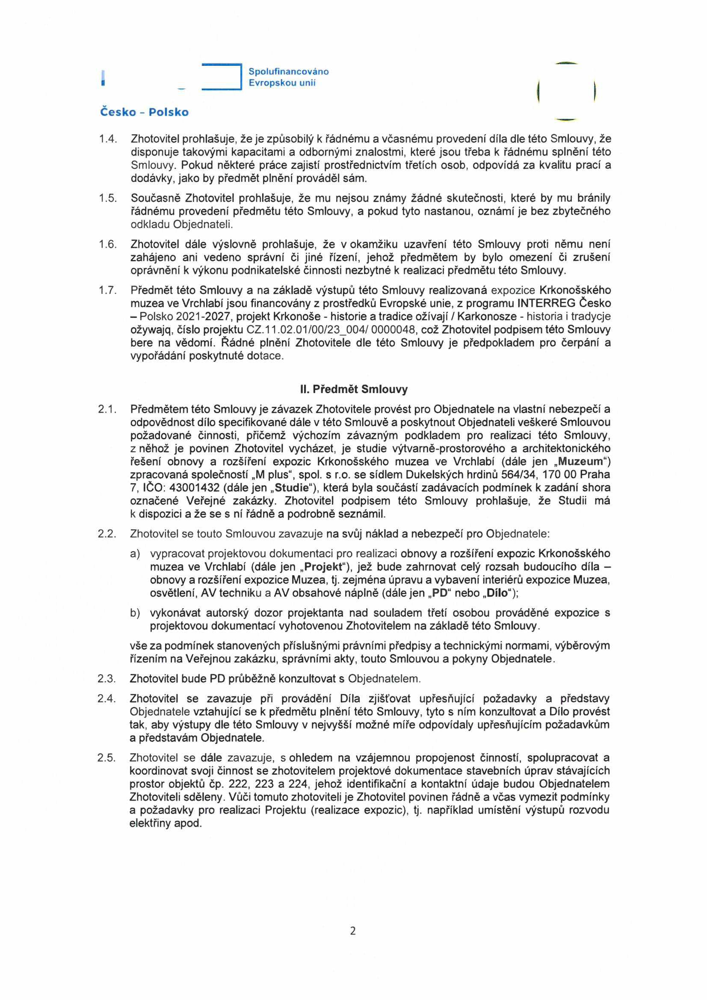 Spolufinancováno
Evropskou unií
Česko – Polsko
1.4. Zhotovitel prohlašuje, že je způsobilý k řádnému a včasnému provedení díla dle této Smlouvy, že
disponuje takovými kapacitami a odbornými znalostmi, které jsou třeba k řádnému splnění této
Smlouvy. Pokud některé práce zajistí prostřednictvím třetích osob, odpovídá za kvalitu prací a
dodávky, jako by předmět plnění prováděl sám.
1.5. Současně Zhotovitel prohlašuje, že mu nejsou známy žádné skutečnosti, které by mu bránily
řádnému provedení předmětu této Smlouvy, a pokud tyto nastanou, oznámí je bez zbytečného
odkladu Objednateli.
1.6. Zhotovitel dále výslovně prohlašuje, že v okamžiku uzavření této Smlouvy proti němu není
zahájeno ani vedeno správní či jiné řízení, jehož předmětem by bylo omezení či zrušení
oprávnění k výkonu podnikatelské činnosti nezbytné k realizaci předmětu této Smlouvy.
1.7. Předmět této Smlouvy a na základě výstupů této Smlouvy realizovaná expozice Krkonošského
muzea ve Vrchlabí jsou financovány z prostředků Evropské unie, z programu INTERREG Česko
– Polsko 2021-2027, projekt Krkonoše - historie a tradice ožívají / Karkonosze - historia i tradycje
ożywajq, číslo projektu CZ.11.02.01/00/23_004/ 0000048, což Zhotovitel podpisem této Smlouvy
bere na vědomí. Řádné plnění Zhotovitele dle této Smlouvy je předpokladem pro čerpání a
vypořádání poskytnuté dotace.
II. Předmět Smlouvy
2.1. Předmětem této Smlouvy je závazek Zhotovitele provést pro Objednatele na vlastní nebezpečí a
odpovědnost dílo specifikované dále v této Smlouvě a poskytnout Objednateli veškeré Smlouvou
požadované činnosti, přičemž výchozím závazným podkladem pro realizaci této Smlouvy,
z něhož je povinen Zhotovitel vycházet, je studie výtvarně-prostorového a architektonického
řešení obnovy a rozšíření expozic Krkonošského muzea ve Vrchlabí (dále jen „Muzeum“)
zpracovaná společností „M plus“, spol. s r.o. se sídlem Dukelských hrdinů 564/34, 170 00 Praha
7, IČO: 43001432 (dále jen „Studie“), která byla součástí zadávacích podmínek k zadání shora
označené Veřejné zakázky. Zhotovitel podpisem této Smlouvy prohlašuje, že Studii má
k dispozici a že se s ní řádně a podrobně seznámil.
2.2. Zhotovitel se touto Smlouvou zavazuje na svůj náklad a nebezpečí pro Objednatele:
a) vypracovat projektovou dokumentaci pro realizaci obnovy a rozšíření expozic Krkonošského
muzea ve Vrchlabí (dále jen „Projekt“), jež bude zahrnovat celý rozsah budoucího díla –
obnovy a rozšíření expozice Muzea, tj. zejména úpravu a vybavení interiérů expozice Muzea,
osvětlení, AV techniku a AV obsahové náplně (dále jen „PD“ nebo „Dílo“);
b) vykonávat autorský dozor projektanta nad souladem třetí osobou prováděné expozice s
projektovou dokumentací vyhotovenou Zhotovitelem na základě této Smlouvy.
vše za podmínek stanovených příslušnými právními předpisy a technickými normami, výběrovým
řízením na Veřejnou zakázku, správními akty, touto Smlouvou a pokyny Objednatele.
2.3. Zhotovitel bude PD průběžně konzultovat s Objednatelem.
2.4. Zhotovitel se zavazuje při provádění Díla zjišťovat upřesňující požadavky a představy
Objednatele vztahující se k předmětu plnění této Smlouvy, tyto s ním konzultovat a Dílo provést
tak, aby výstupy dle této Smlouvy v nejvyšší možné míře odpovídaly upřesňujícím požadavkům
a představám Objednatele.
2.5. Zhotovitel se dále zavazuje, s ohledem na vzájemnou propojenost činností, spolupracovat a
koordinovat svoji činnost se zhotovitelem projektové dokumentace stavebních úprav stávajících
prostor objektů čp. 222, 223 a 224, jehož identifikační a kontaktní údaje budou Objednatelem
Zhotoviteli sděleny. Vůči tomuto zhotoviteli je Zhotovitel povinen řádně a včas vymezit podmínky
a požadavky pro realizaci Projektu (realizace expozic), tj. například umístění výstupů rozvodu
elektřiny apod.
2